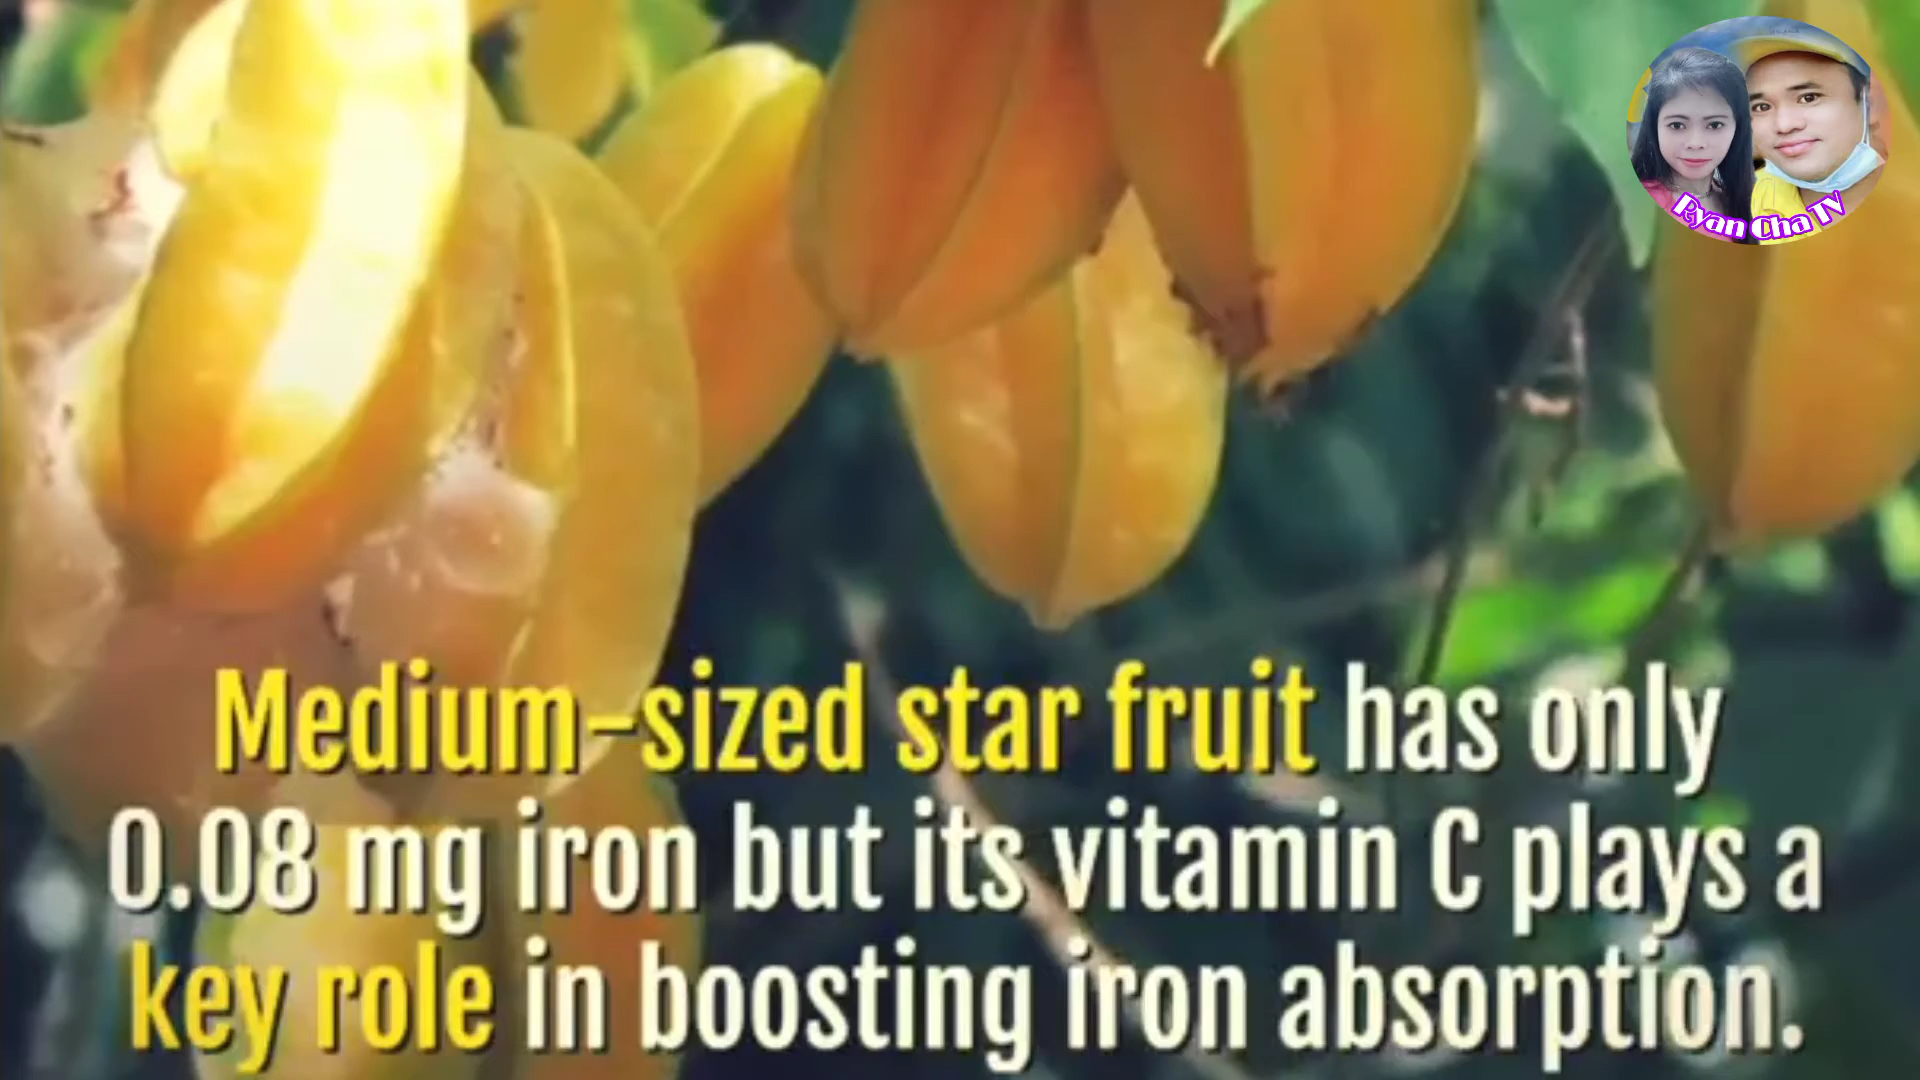 Ryan Cha TV
Medium-sized star fruit has only
0.08 mg iron but its vitamin C plays a
key role in boosting iron absorption.